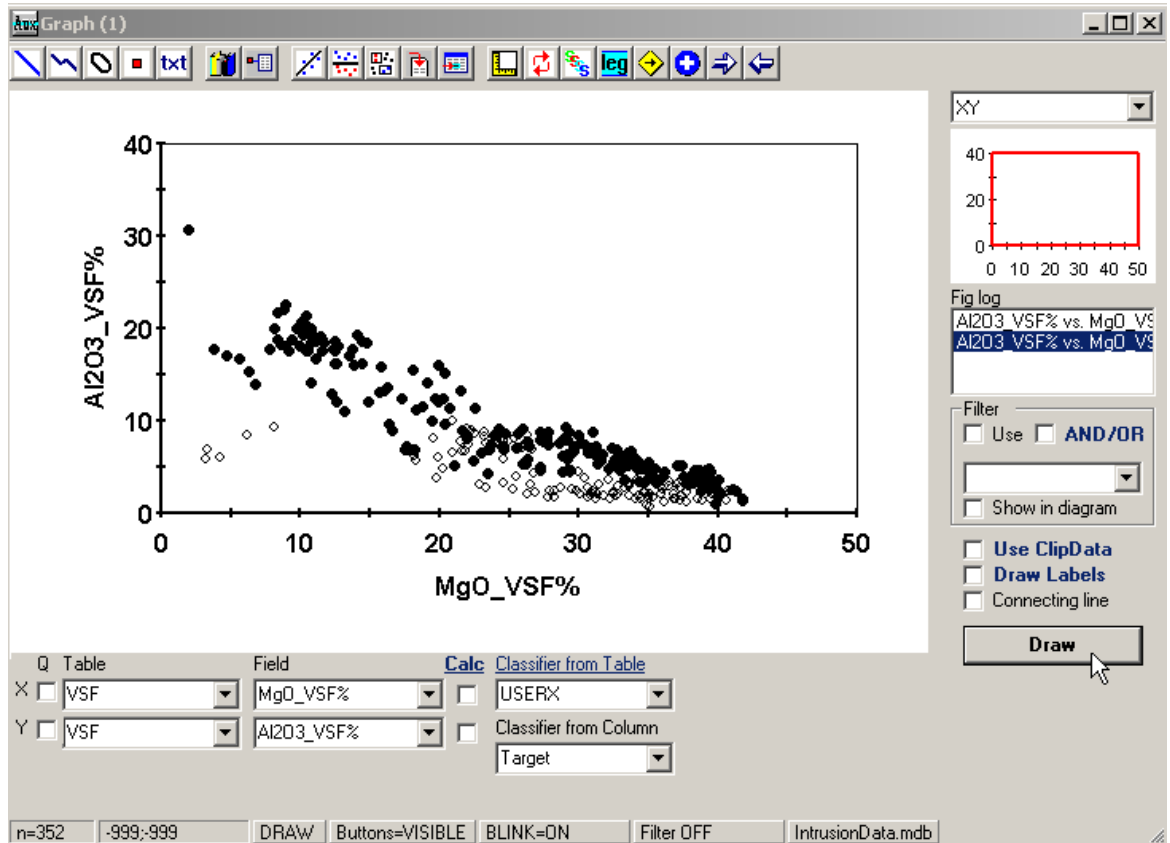 Aux Graph (1)
txt
leg
XY
40
30
20
10
0
0 10 20 30 40 50
Al2O3_VSF%
MgO_VSF%
40
20
0
0 10 20 30 40 50
Fig log
Al2O3_VSF% vs. MgO_VS
Al2O3_VSF% vs. MgO_VS
Filter
Use AND/OR
Show in diagram
Use ClipData
Draw Labels
Connecting line
Draw
Q Table Field Calc Classifier from Table
X VSF MgO_VSF% USERX
Y VSF Al2O3_VSF% Classifier from Column
Target
n=352 -999;-999 DRAW Buttons=VISIBLE BLINK=ON Filter OFF IntrusionData.mdb